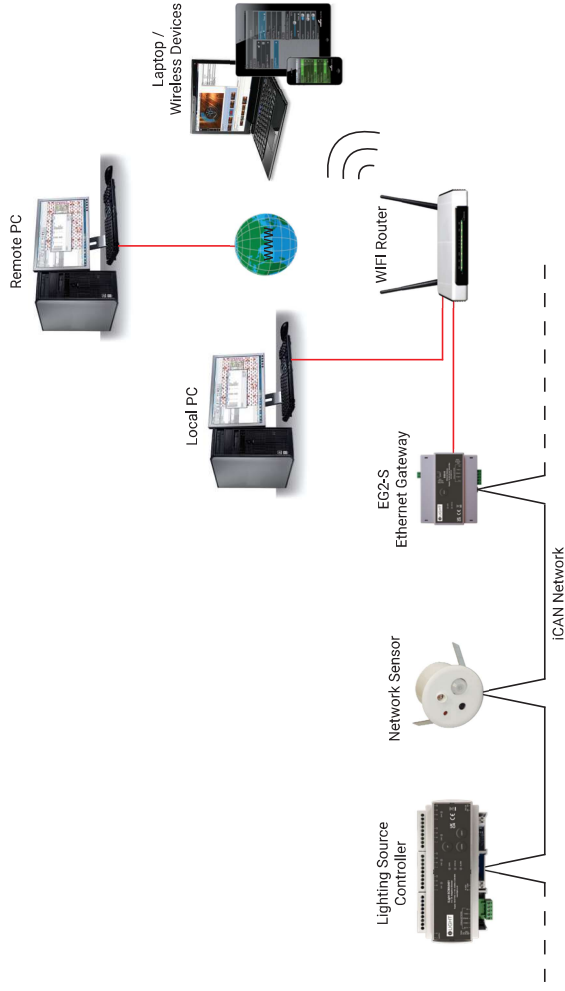 Lighting Source
Controller
Network Sensor
EG2-S
Ethernet Gateway
iCAN Network
Local PC
WIFI Router
Remote PC
www
Laptop /
Wireless Devices